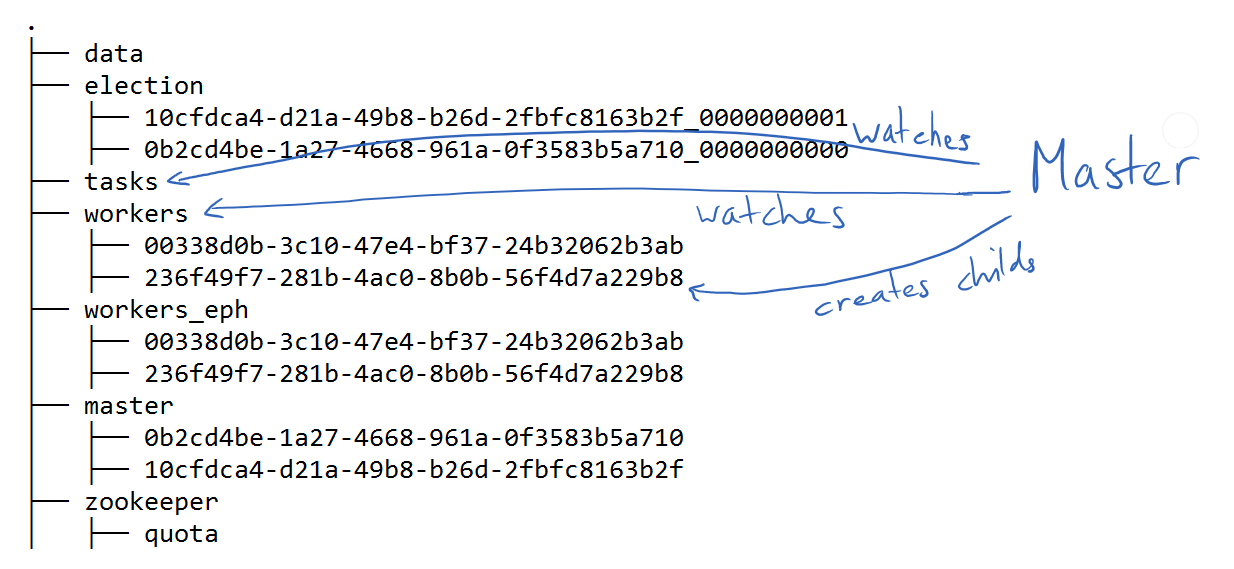 .
├── data
├── election
├── 10cfdca4-d21a-49b8-b26d-2fbfc8163b2f_0000000001
├── 0b2cd4be-1a27-4668-961a-0f3583b5a710_0000000000
watches
Master
├── tasks
├── workers
watches
├── 00338d0b-3c10-47e4-bf37-24b32062b3ab
├── 236f49f7-281b-4ac0-8b0b-56f4d7a229b8
creates childs
├── workers_eph
├── 00338d0b-3c10-47e4-bf37-24b32062b3ab
├── 236f49f7-281b-4ac0-8b0b-56f4d7a229b8
├── master
├── 0b2cd4be-1a27-4668-961a-0f3583b5a710
├── 10cfdca4-d21a-49b8-b26d-2fbfc8163b2f
├── zookeeper
├── quota